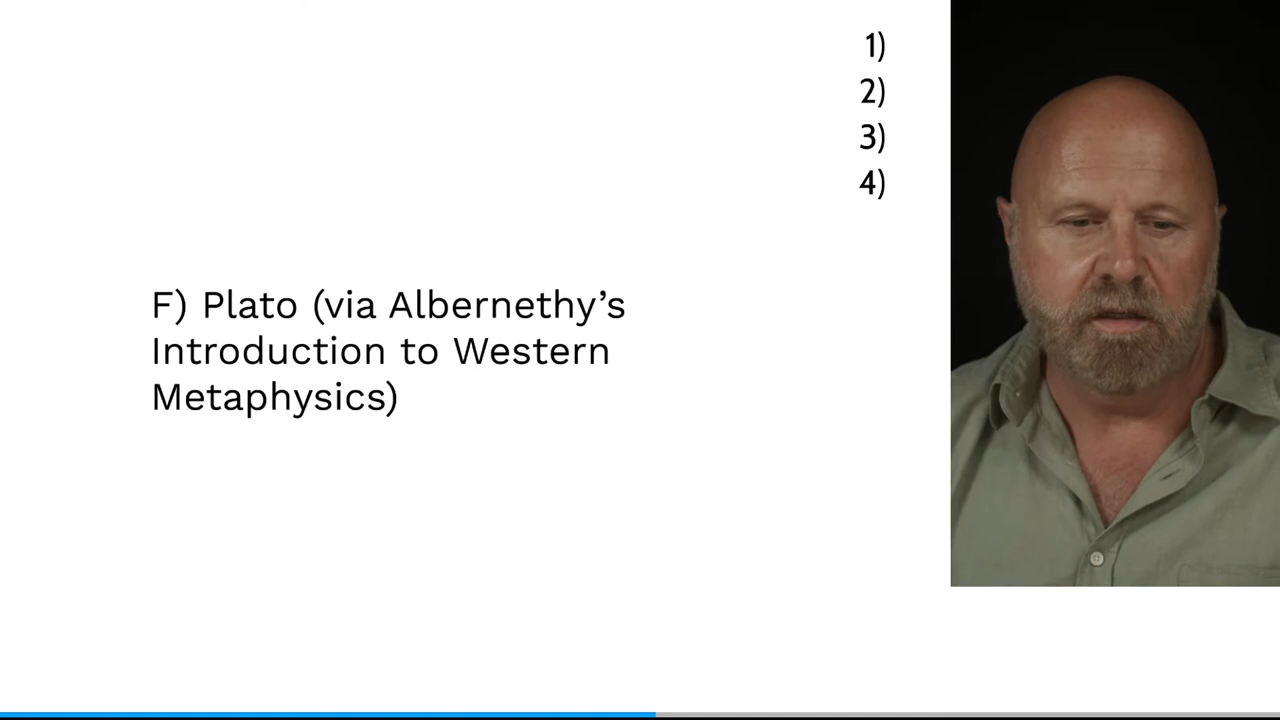 1)
2)
3)
4)
F) Plato (via Albernethy’s
Introduction to Western
Metaphysics)